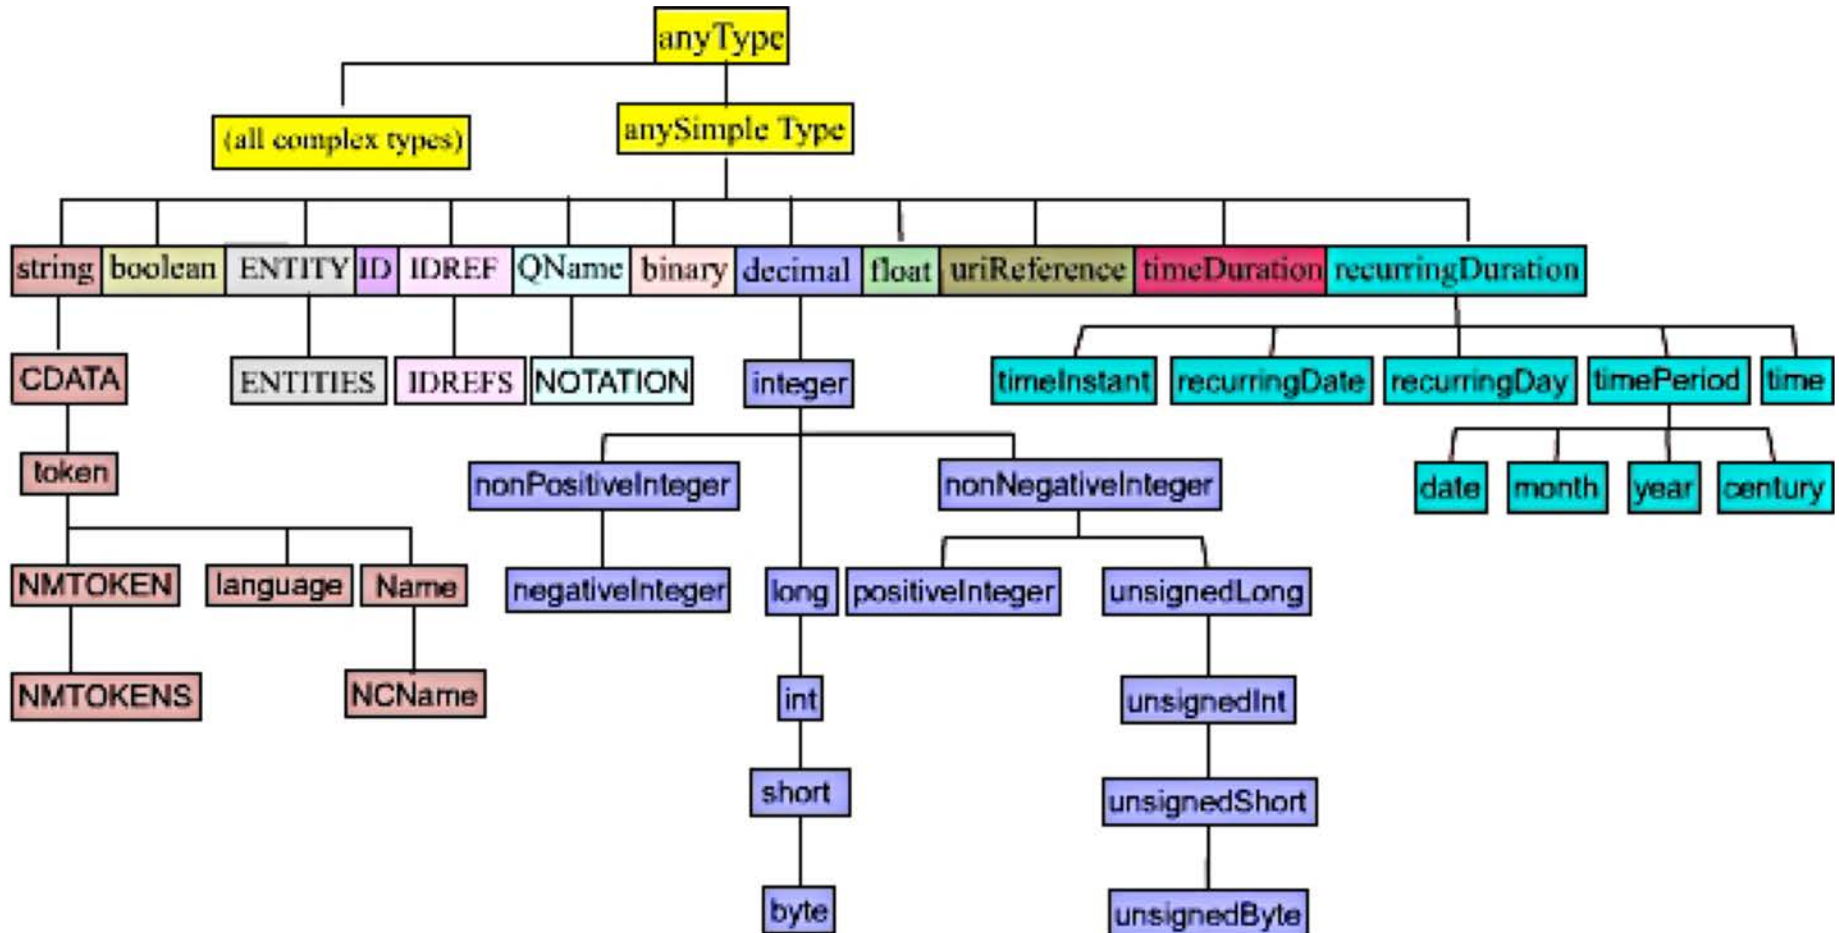 anyType
(all complex types)
anySimple Type
string
boolean
ENTITY
ID
IDREF
QName
binary
decimal
float
uriReference
timeDuration
recurringDuration
CDATA
ENTITIES
IDREFS
NOTATION
integer
timeInstant
recurringDate
recurringDay
timePeriod
time
token
nonPositiveInteger
nonNegativeInteger
date
month
year
century
NMTOKEN
language
Name
negativeInteger
long
positiveInteger
unsignedLong
NMTOKENS
NCName
int
unsignedInt
short
unsignedShort
byte
unsignedByte